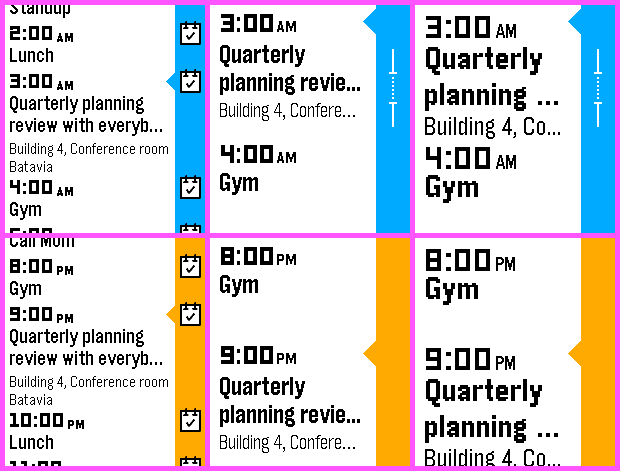 Standup
2:00 AM
Lunch
3:00 AM
Quarterly planning
review with everyb...
Building 4, Conference room
Batavia
4:00 AM
Gym
3:00 AM
Quarterly
planning revie...
Building 4, Confere...
4:00 AM
Gym
3:00 AM
Quarterly
planning ...
Building 4, Co...
4:00 AM
Gym
Call Mom
8:00 PM
Gym
9:00 PM
Quarterly planning
review with everyb...
Building 4, Conference room
Batavia
10:00 PM
Lunch
11:00
8:00 PM
Gym
9:00 PM
Quarterly
planning revie...
Building 4, Confere...
8:00 PM
Gym
9:00 PM
Quarterly
planning ...
Building 4, Co...